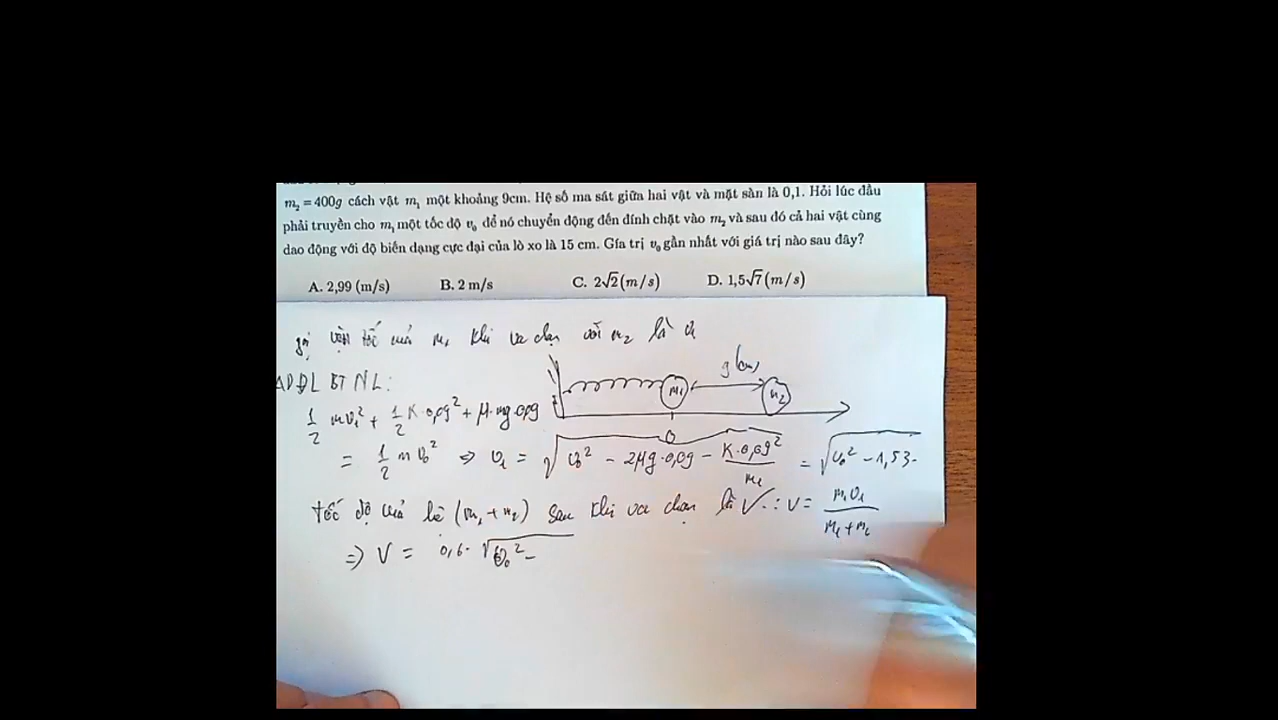 m₂ = 400g cách vật m₁ một khoảng 9cm. Hệ số ma sát giữa hai vật và mặt sàn là 0,1. Hỏi lúc đầu
phải truyền cho m₁ một tốc độ v₀ để nó chuyển động đến dính chặt vào m₂ và sau đó cả hai vật cùng
dao động với độ biến dạng cực đại của lò xo là 15 cm. Gía trị v₀ gần nhất với giá trị nào sau đây?
A. 2,99 (m/s) B. 2 m/s C. 2√2(m/s) D. 1,5√7(m/s)
gọi vận tốc của m₁ khi va chạm với m₂ là v₁
ADĐL BTNL:
9cm
m₁ m₂
1/2 mv₁² + 1/2 K·0,09² + μ·mg·0,09
O
= 1/2 mv₀² ⇒ v₁ = √(v₀² − 2μg·0,09 − K·0,09²/m₁) = √(v₀² − 1,53
tốc độ của hệ (m₁ + m₂) sau khi va chạm là V: V = m₁v₁/(m₁+m₂)
⇒ V = 0,6·√(v₀² −